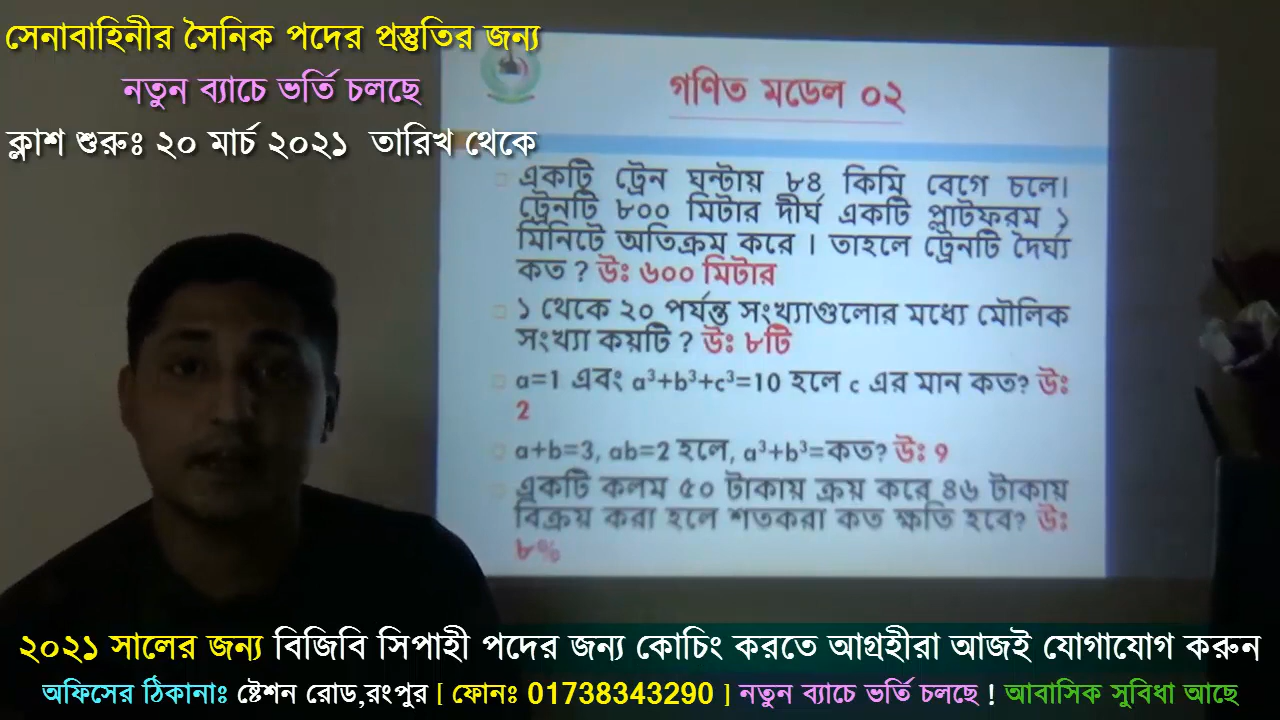 সেনাবাহিনীর সৈনিক পদের প্রস্তুতির জন্য
নতুন ব্যাচে ভর্তি চলছে
ক্লাশ শুরুঃ ২০ মার্চ ২০২১ তারিখ থেকে
গণিত মডেল ০২
একটি ট্রেন ঘন্টায় ৮৪ কিমি বেগে চলে।
ট্রেনটি ৮০০ মিটার দীর্ঘ একটি প্লাটফরম ১
মিনিটে অতিক্রম করে । তাহলে ট্রেনটি দৈর্ঘ্য
কত ? উঃ ৬০০ মিটার
১ থেকে ২০ পর্যন্ত সংখ্যাগুলোর মধ্যে মৌলিক
সংখ্যা কয়টি ? উঃ ৮টি
a=1 এবং a³+b³+c³=10 হলে c এর মান কত? উঃ
2
a+b=3, ab=2 হলে, a³+b³=কত? উঃ 9
একটি কলম ৫০ টাকায় ক্রয় করে ৪৬ টাকায়
বিক্রয় করা হলে শতকরা কত ক্ষতি হবে? উঃ
৮%
২০২১ সালের জন্য বিজিবি সিপাহী পদের জন্য কোচিং করতে আগ্রহীরা আজই যোগাযোগ করুন
অফিসের ঠিকানাঃ ষ্টেশন রোড,রংপুর [ ফোনঃ 01738343290 ] নতুন ব্যাচে ভর্তি চলছে ! আবাসিক সুবিধা আছে